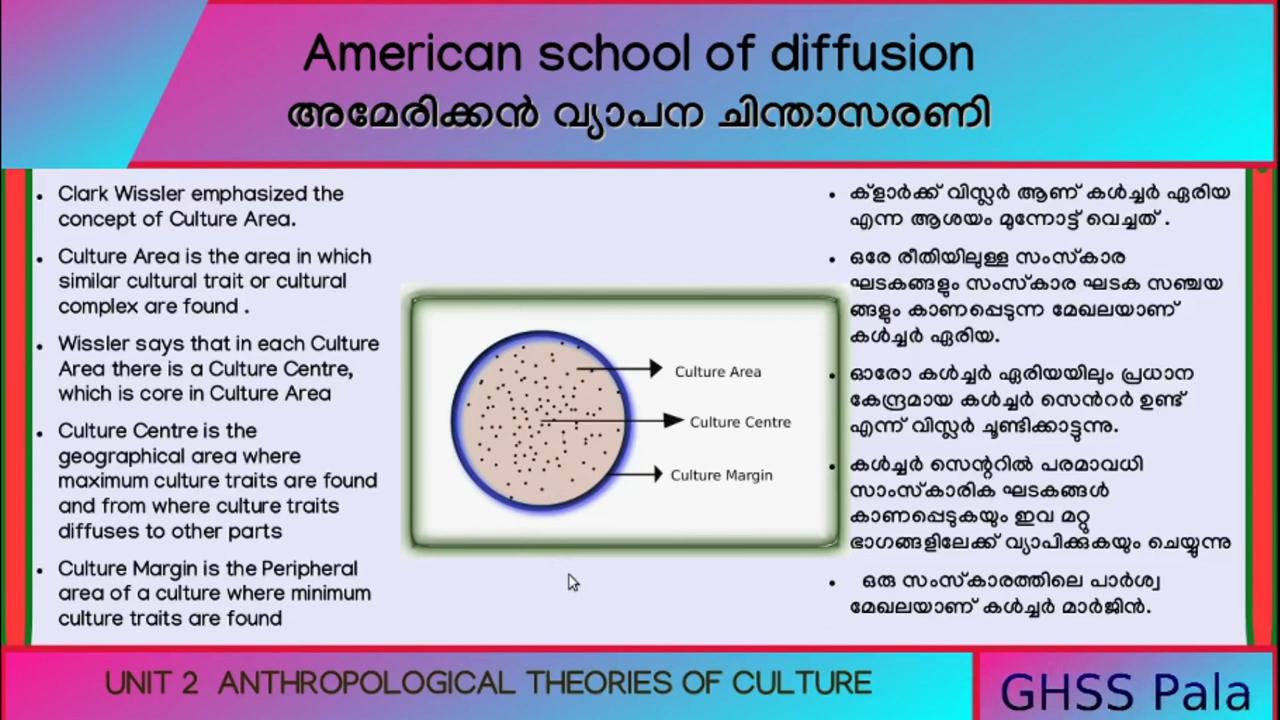 American school of diffusion
അമേരിക്കൻ വ്യാപന ചിന്താസരണി
• Clark Wissler emphasized the
concept of Culture Area.
• Culture Area is the area in which
similar cultural trait or cultural
complex are found .
• Wissler says that in each Culture
Area there is a Culture Centre,
which is core in Culture Area
• Culture Centre is the
geographical area where
maximum culture traits are found
and from where culture traits
diffuses to other parts
• Culture Margin is the Peripheral
area of a culture where minimum
culture traits are found
Culture Area
Culture Centre
Culture Margin
• ക്ളാർക്ക് വിസ്ലർ ആണ് കൾച്ചർ ഏരിയ
എന്ന ആശയം മുന്നോട്ട് വെച്ചത് .
• ഒരേ രീതിയിലുള്ള സംസ്കാര
ഘടകങ്ങളും സംസ്കാര ഘടക സഞ്ചയ
ങ്ങളും കാണപ്പെടുന്ന മേഖലയാണ്
കൾച്ചർ ഏരിയ.
• ഓരോ കൾച്ചർ ഏരിയയിലും പ്രധാന
കേന്ദ്രമായ കൾച്ചർ സെൻറർ ഉണ്ട്
എന്ന് വിസ്ലർ ചൂണ്ടിക്കാട്ടുന്നു.
• കൾച്ചർ സെന്ററിൽ പരമാവധി
സാംസ്കാരിക ഘടകങ്ങൾ
കാണപ്പെടുകയും ഇവ മറ്റു
ഭാഗങ്ങളിലേക്ക് വ്യാപിക്കുകയും ചെയ്യുന്നു
• ഒരു സംസ്കാരത്തിലെ പാർശ്വ
മേഖലയാണ് കൾച്ചർ മാർജിൻ.
UNIT 2 ANTHROPOLOGICAL THEORIES OF CULTURE
GHSS Pala